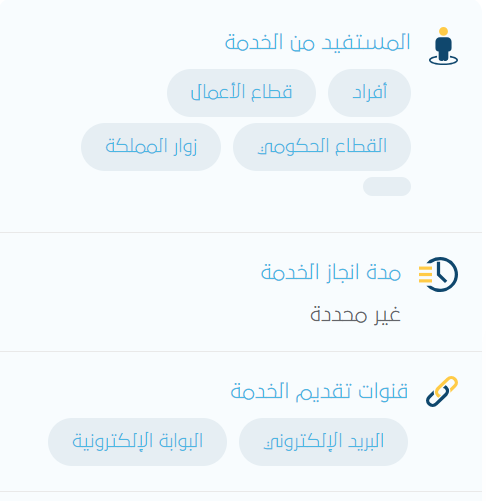 المستفيد من الخدمة
أفراد قطاع الأعمال
القطاع الحكومي زوار المملكة
مدة انجاز الخدمة
غير محددة
قنوات تقديم الخدمة
البريد الإلكتروني البوابة الإلكترونية